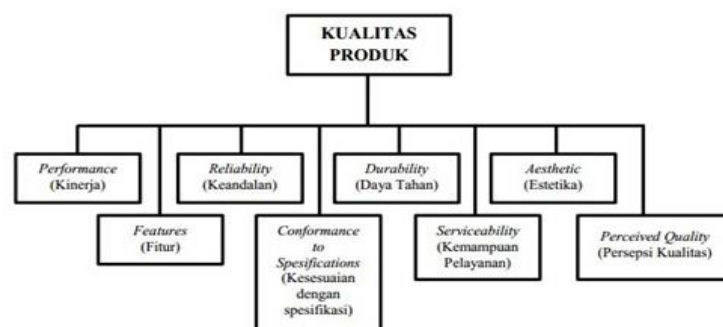 KUALITAS
PRODUK
Performance
(Kinerja)
Reliability
(Keandalan)
Durability
(Daya Tahan)
Aesthetic
(Estetika)
Features
(Fitur)
Conformance
to
Spesifications
(Kesesuaian
dengan
spesifikasi)
Serviceability
(Kemampuan
Pelayanan)
Perceived Quality
(Persepsi Kualitas)